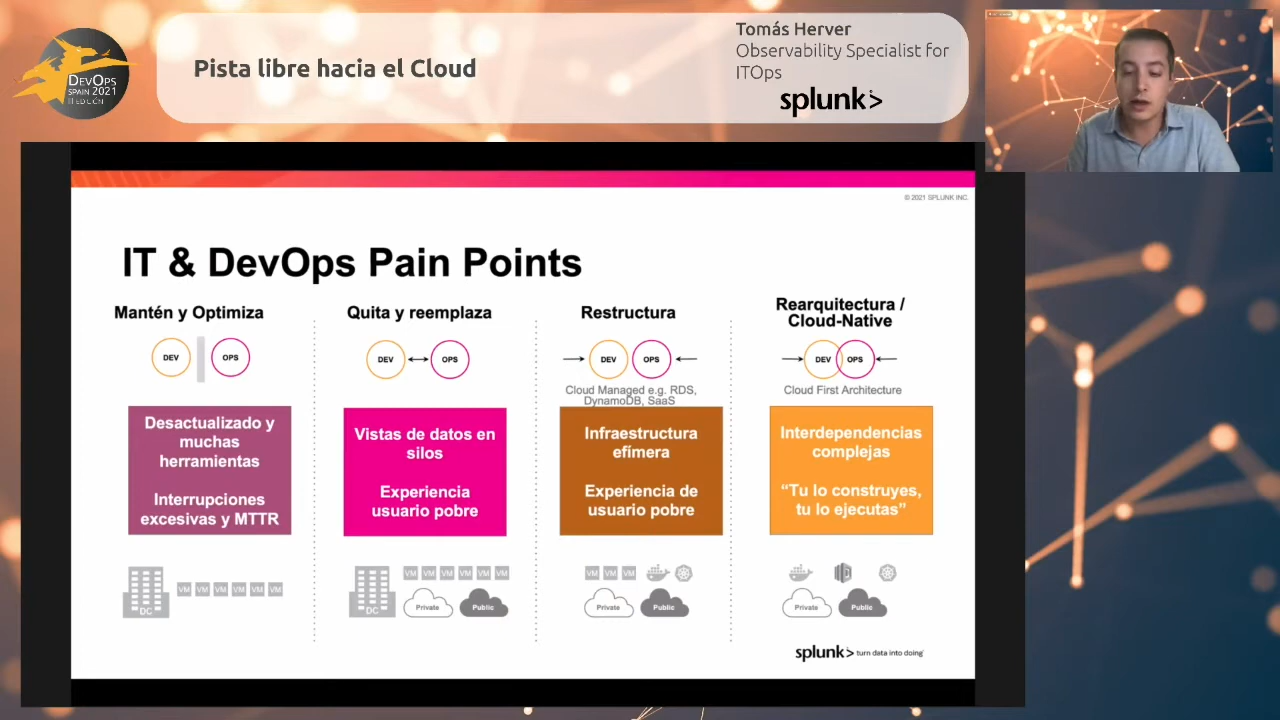 DEVOPS
SPAIN 2021
III EDICIÓN
Pista libre hacia el Cloud
Tomás Herver
Observability Specialist for
ITOps
splunk>
© 2021 SPLUNK INC.
IT & DevOps Pain Points
Mantén y Optimiza
DEV
OPS
Desactualizado y
muchas
herramientas
Interrupciones
excesivas y MTTR
DC
VM VM VM VM VM VM
Quita y reemplaza
DEV
OPS
Vistas de datos en
silos
Experiencia
usuario pobre
DC
VM VM VM VM VM VM
Private
Public
Restructura
DEV
OPS
Cloud Managed e.g. RDS,
DynamoDB, SaaS
Infraestructura
efímera
Experiencia de
usuario pobre
VM VM VM
Private
Public
Rearquitectura /
Cloud-Native
DEV
OPS
Cloud First Architecture
Interdependencias
complejas
“Tu lo construyes,
tu lo ejecutas”
Private
Public
splunk> turn data into doing